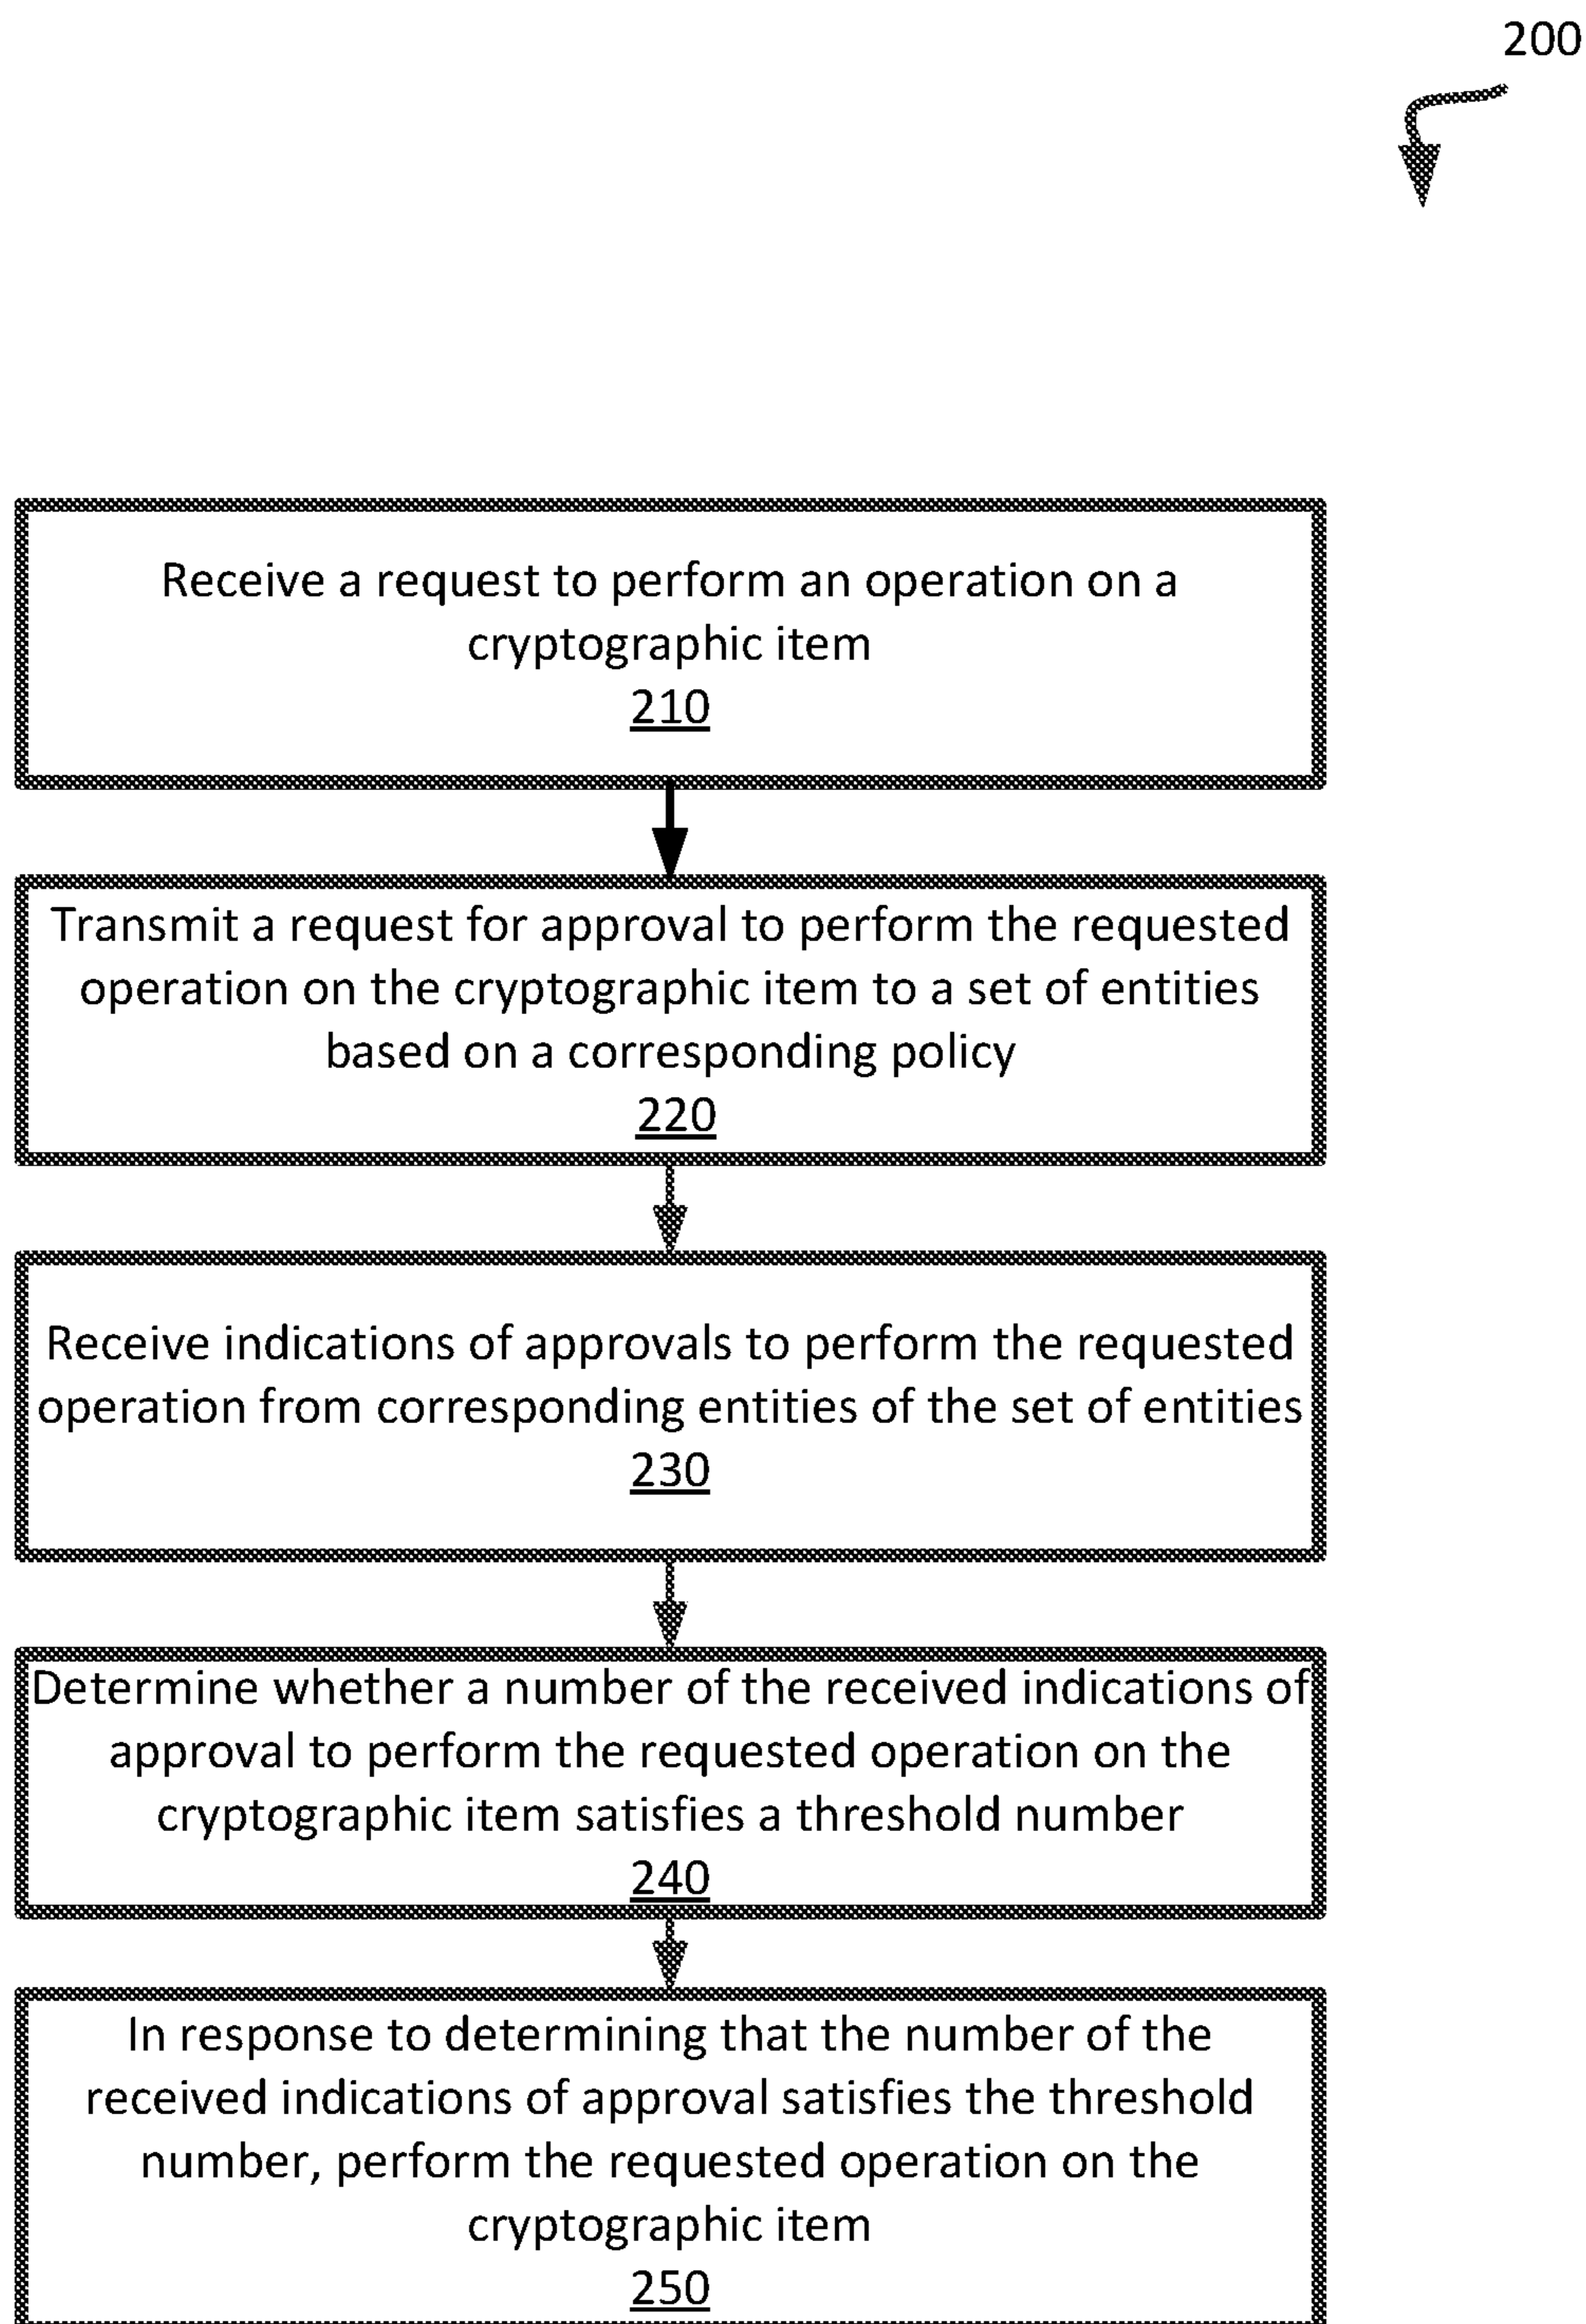 200
Receive a request to perform an operation on a
cryptographic item
210
Transmit a request for approval to perform the requested
operation on the cryptographic item to a set of entities
based on a corresponding policy
220
Receive indications of approvals to perform the requested
operation from corresponding entities of the set of entities
230
Determine whether a number of the received indications of
approval to perform the requested operation on the
cryptographic item satisfies a threshold number
240
In response to determining that the number of the
received indications of approval satisfies the threshold
number, perform the requested operation on the
cryptographic item
250